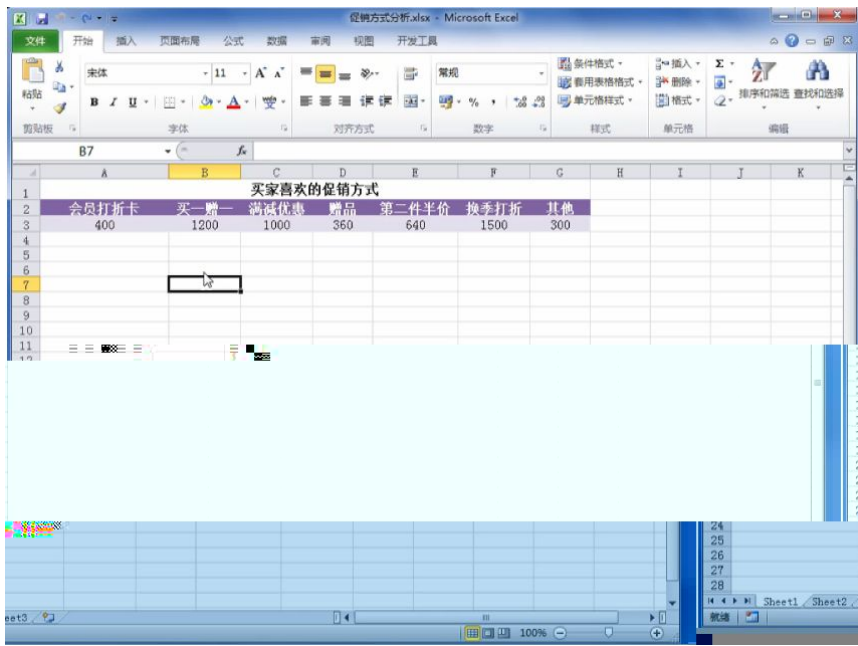 促销方式分析.xlsx - Microsoft Excel
文件 开始 插入 页面布局 公式 数据 审阅 视图 开发工具
宋体 11 A A 常规 条件格式 插入 Σ
粘贴 B I U A 变 % , 套用表格格式 删除 排序和筛选 查找和选择
单元格样式 格式
剪贴板 字体 对齐方式 数字 样式 单元格 编辑
B7 fx
A B C D E F G H I J K
1 买家喜欢的促销方式
2 会员打折卡 买一赠一 满减优惠 赠品 第二件半价 换季打折 其他
3 400 1200 1000 360 640 1500 300
4
5
6
7
8
9
10
11
12
24
25
26
27
28
eet3 Sheet1 Sheet2
100% 就绪